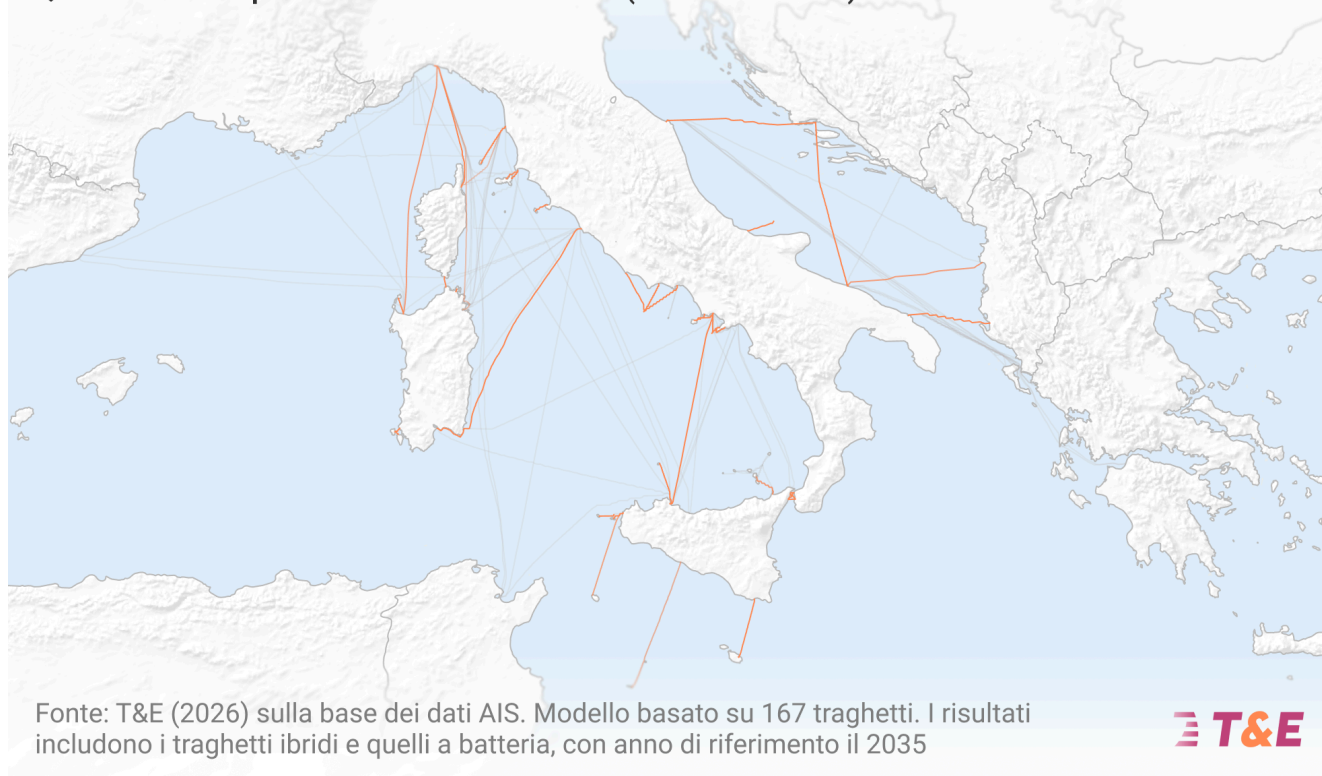 Fonte: T&E (2026) sulla base dei dati AIS. Modello basato su 167 traghetti. I risultati
includono i traghetti ibridi e quelli a batteria, con anno di riferimento il 2035
T&E